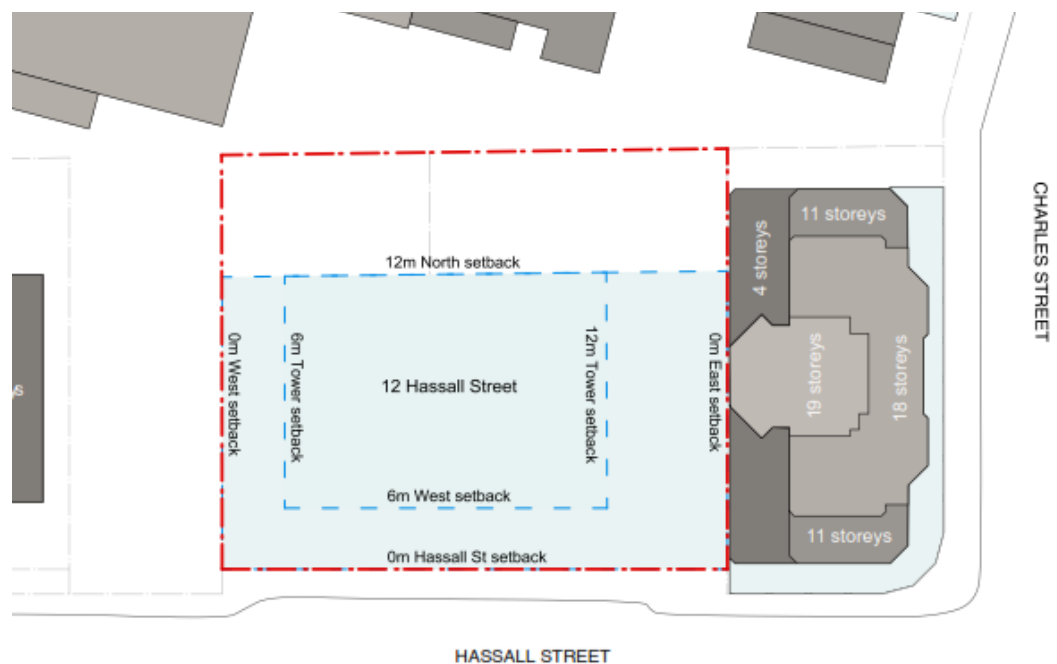 CHARLES STREET
11 storeys
4 storeys
12m North setback
0m West setback
6m Tower setback
12 Hassall Street
12m Tower setback
0m East setback
19 storeys
18 storeys
6m West setback
11 storeys
0m Hassall St setback
HASSALL STREET